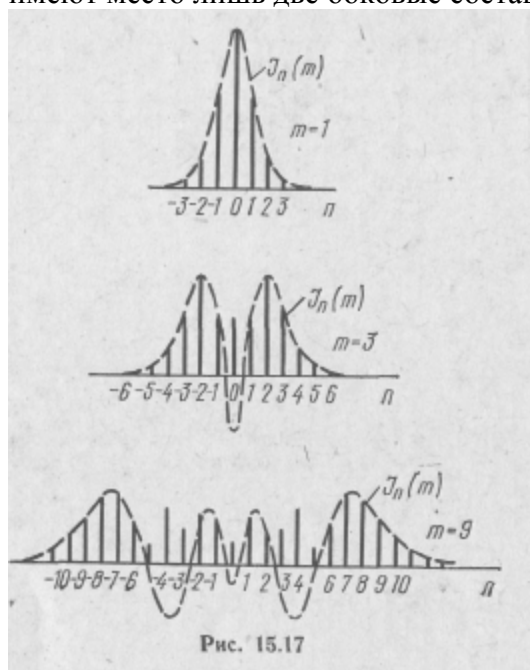 имеют место лишь две боковые состав
Jₙ(m)
m=1
-3-2-1 0 1 2 3 n
Jₙ(m)
m=3
-6 -5-4-3-2-1 0 1 2 3 4 5 6 n
Jₙ(m)
m=9
-10-9-8-7-6 -4-3-2-1 1 2 3 4 6 7 8 9 10 n
Рис. 15.17